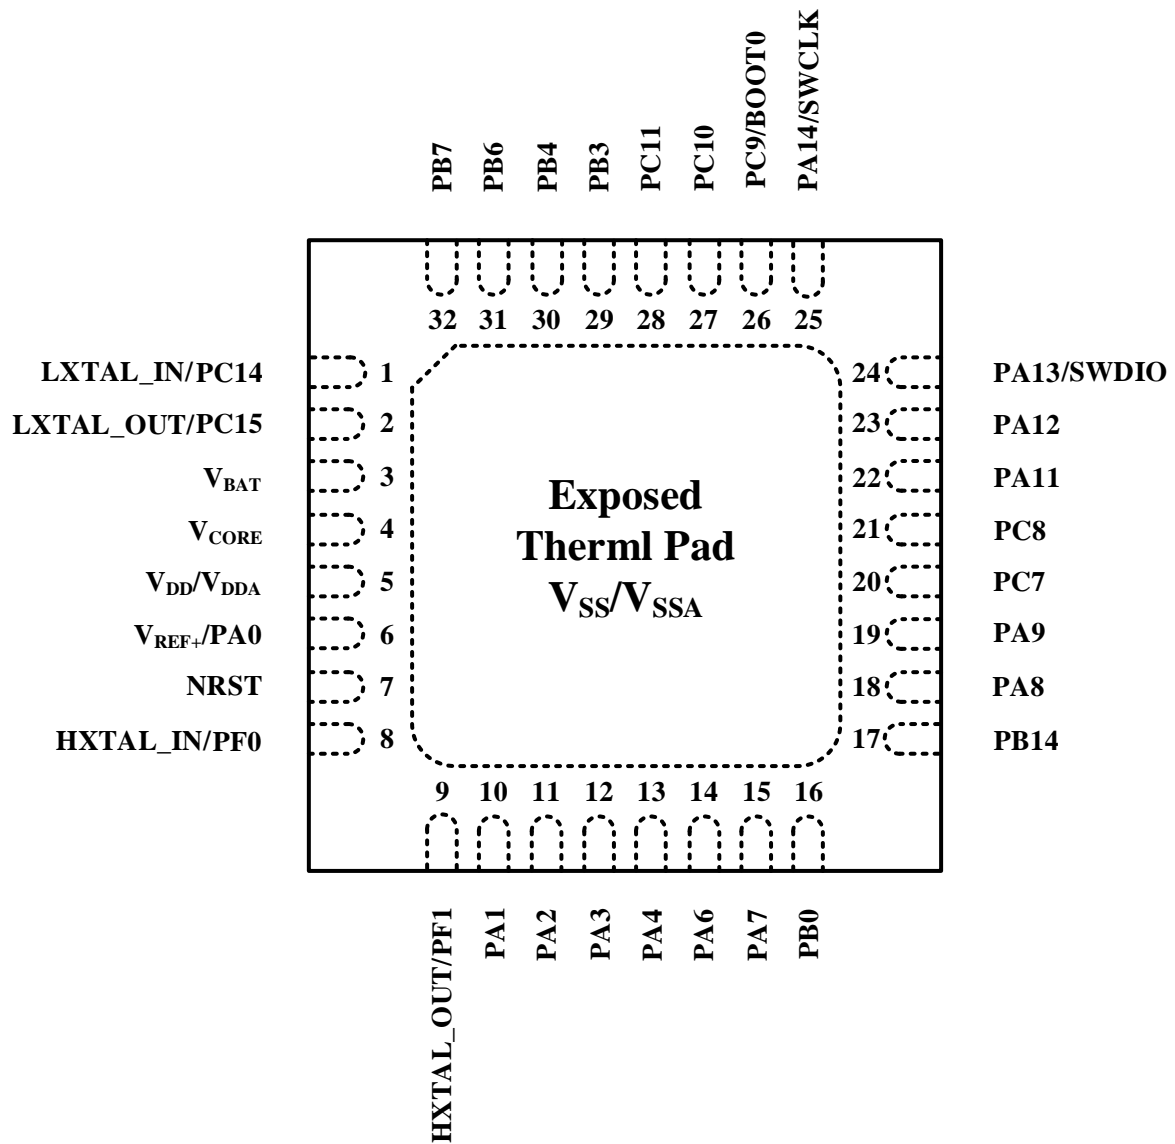 PB7
PB6
PB4
PB3
PC11
PC10
PC9/BOOT0
PA14/SWCLK
32 31 30 29 28 27 26 25
LXTAL_IN/PC14 1
LXTAL_OUT/PC15 2
VBAT 3
VCORE 4
VDD/VDDA 5
VREF+/PA0 6
NRST 7
HXTAL_IN/PF0 8
Exposed
Therml Pad
VSS/VSSA
24 PA13/SWDIO
23 PA12
22 PA11
21 PC8
20 PC7
19 PA9
18 PA8
17 PB14
9 10 11 12 13 14 15 16
HXTAL_OUT/PF1
PA1
PA2
PA3
PA4
PA6
PA7
PB0